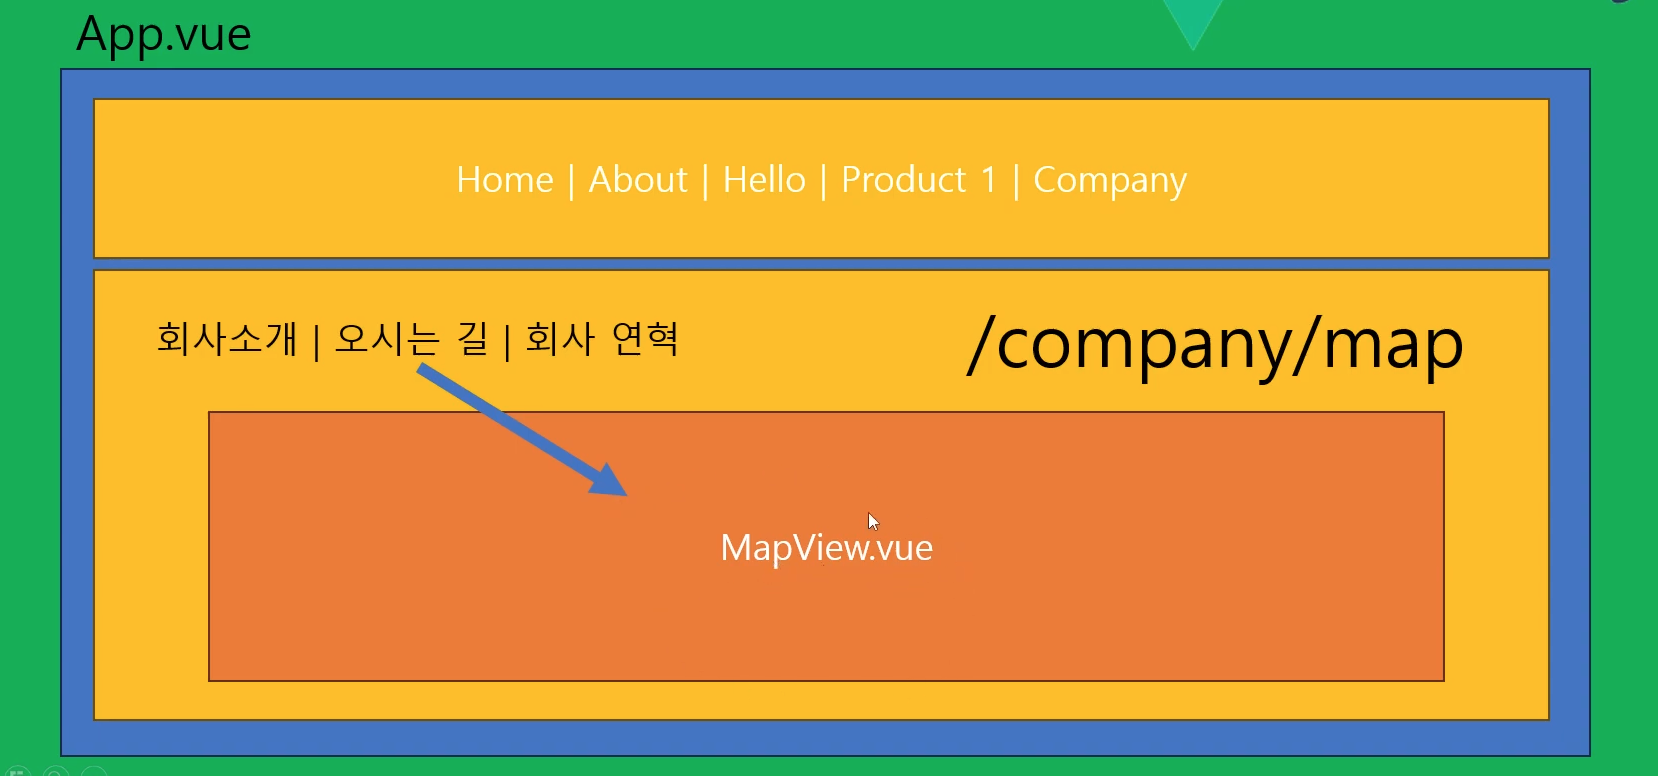 App.vue
Home | About | Hello | Product 1 | Company
회사소개 | 오시는 길 | 회사 연혁
/company/map
MapView.vue